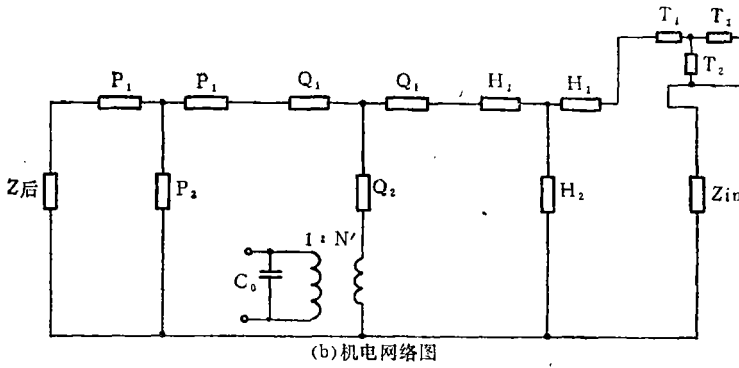 T₁ T₁
T₂
P₁ P₁ Q₁ Q₁ H₁ H₁
Z后 P₂ Q₂ H₂ Zin
1：N′
C₀
(b)机电网络图